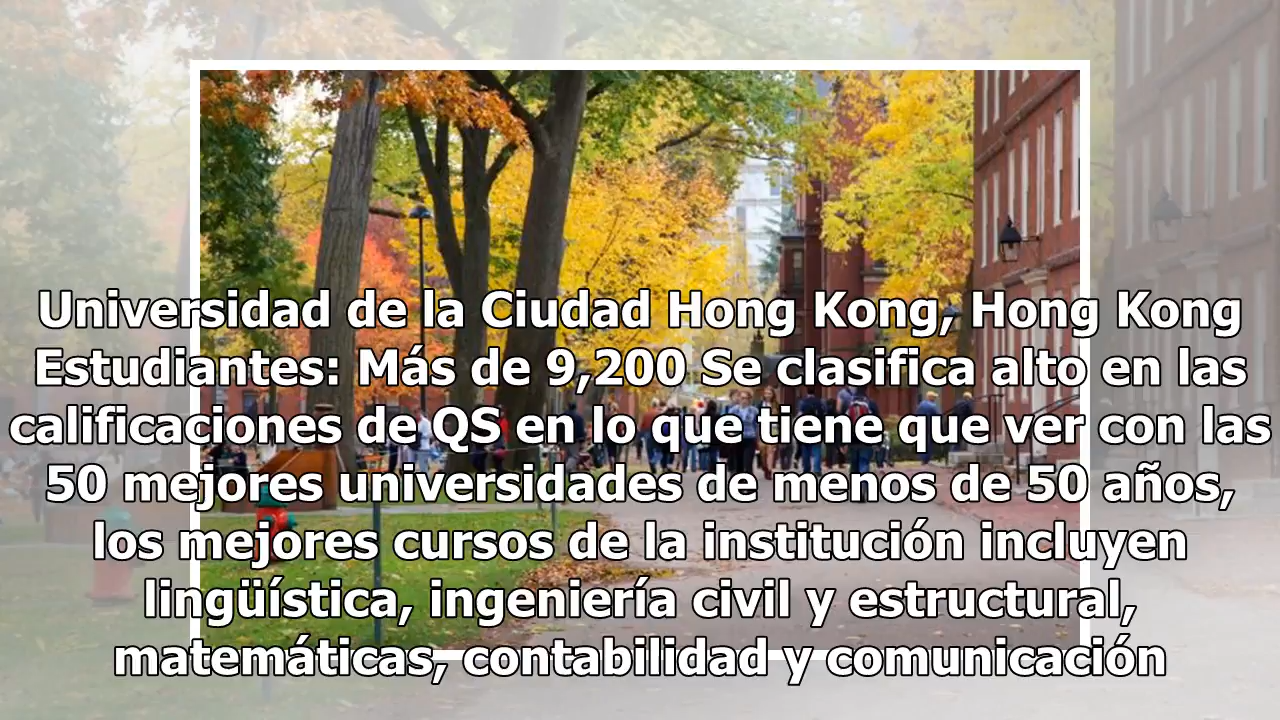 Universidad de la Ciudad Hong Kong, Hong Kong
Estudiantes: Más de 9,200 Se clasifica alto en las
calificaciones de QS en lo que tiene que ver con las
50 mejores universidades de menos de 50 años,
los mejores cursos de la institución incluyen
lingüística, ingeniería civil y estructural,
matemáticas, contabilidad y comunicación